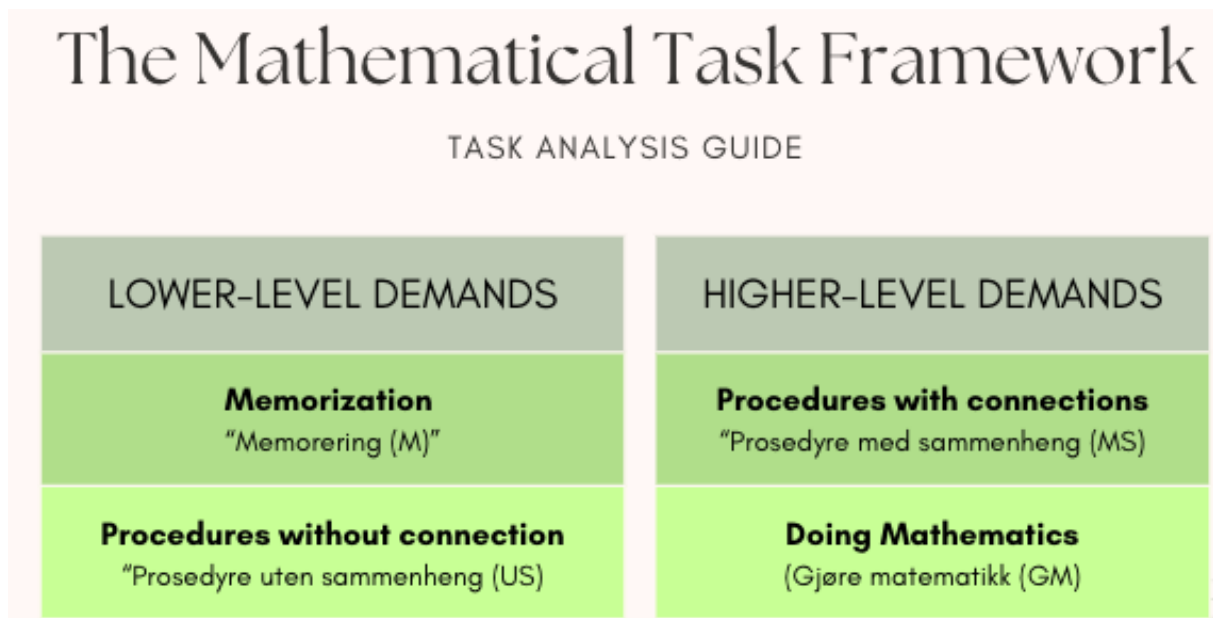 The Mathematical Task Framework
TASK ANALYSIS GUIDE
LOWER-LEVEL DEMANDS
Memorization
“Memorering (M)”
Procedures without connection
“Prosedyre uten sammenheng (US)
HIGHER-LEVEL DEMANDS
Procedures with connections
“Prosedyre med sammenheng (MS)
Doing Mathematics
(Gjøre matematikk (GM)